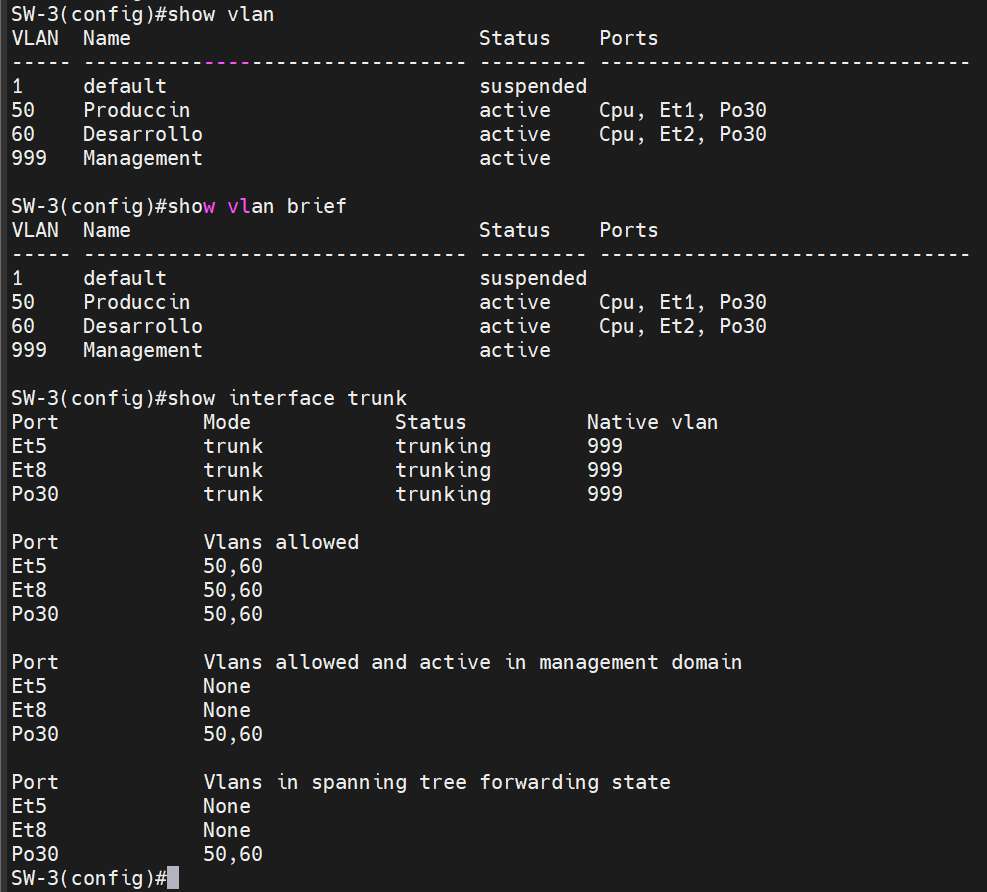 SW-3(config)#show vlan
VLAN  Name                             Status    Ports
----- -------------------------------- --------- -------------------------------
1     default                          suspended
50    Produccin                        active    Cpu, Et1, Po30
60    Desarrollo                       active    Cpu, Et2, Po30
999   Management                       active

SW-3(config)#show vlan brief
VLAN  Name                             Status    Ports
----- -------------------------------- --------- -------------------------------
1     default                          suspended
50    Produccin                        active    Cpu, Et1, Po30
60    Desarrollo                       active    Cpu, Et2, Po30
999   Management                       active

SW-3(config)#show interface trunk
Port            Mode            Status          Native vlan
Et5             trunk           trunking        999
Et8             trunk           trunking        999
Po30            trunk           trunking        999

Port            Vlans allowed
Et5             50,60
Et8             50,60
Po30            50,60

Port            Vlans allowed and active in management domain
Et5             None
Et8             None
Po30            50,60

Port            Vlans in spanning tree forwarding state
Et5             None
Et8             None
Po30            50,60
SW-3(config)#